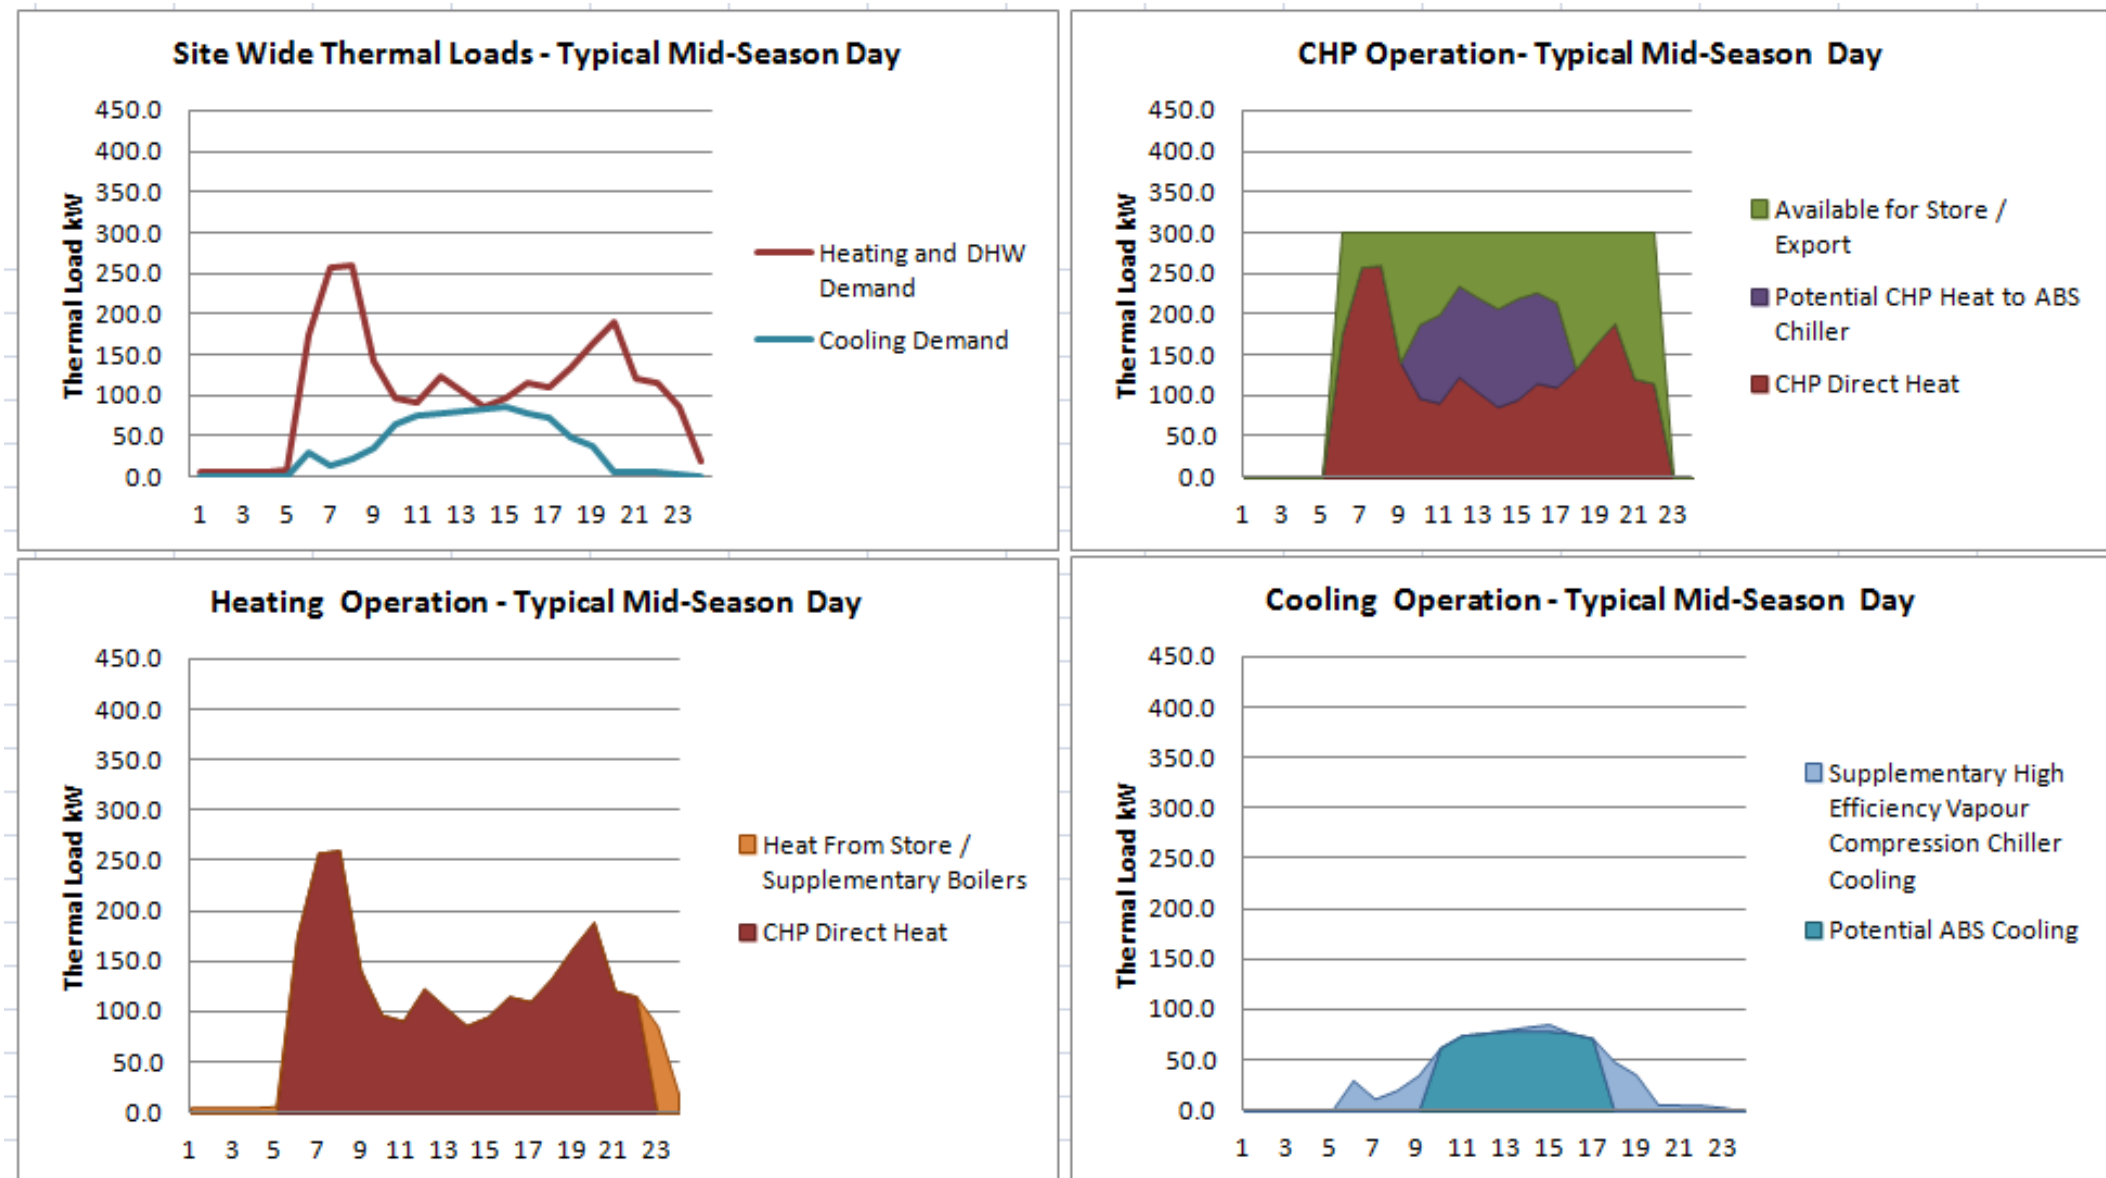 Site Wide Thermal Loads - Typical Mid-Season Day
Thermal Load kW
450.0
400.0
350.0
300.0
250.0
200.0
150.0
100.0
50.0
0.0
1 3 5 7 9 11 13 15 17 19 21 23
Heating and DHW
Demand
Cooling Demand
CHP Operation- Typical Mid-Season Day
Thermal Load kW
450.0
400.0
350.0
300.0
250.0
200.0
150.0
100.0
50.0
0.0
1 3 5 7 9 11 13 15 17 19 21 23
Available for Store /
Export
Potential CHP Heat to ABS
Chiller
CHP Direct Heat
Heating Operation - Typical Mid-Season Day
Thermal Load kW
450.0
400.0
350.0
300.0
250.0
200.0
150.0
100.0
50.0
0.0
1 3 5 7 9 11 13 15 17 19 21 23
Heat From Store /
Supplementary Boilers
CHP Direct Heat
Cooling Operation - Typical Mid-Season Day
Thermal Load kW
450.0
400.0
350.0
300.0
250.0
200.0
150.0
100.0
50.0
0.0
1 3 5 7 9 11 13 15 17 19 21 23
Supplementary High
Efficiency Vapour
Compression Chiller
Cooling
Potential ABS Cooling